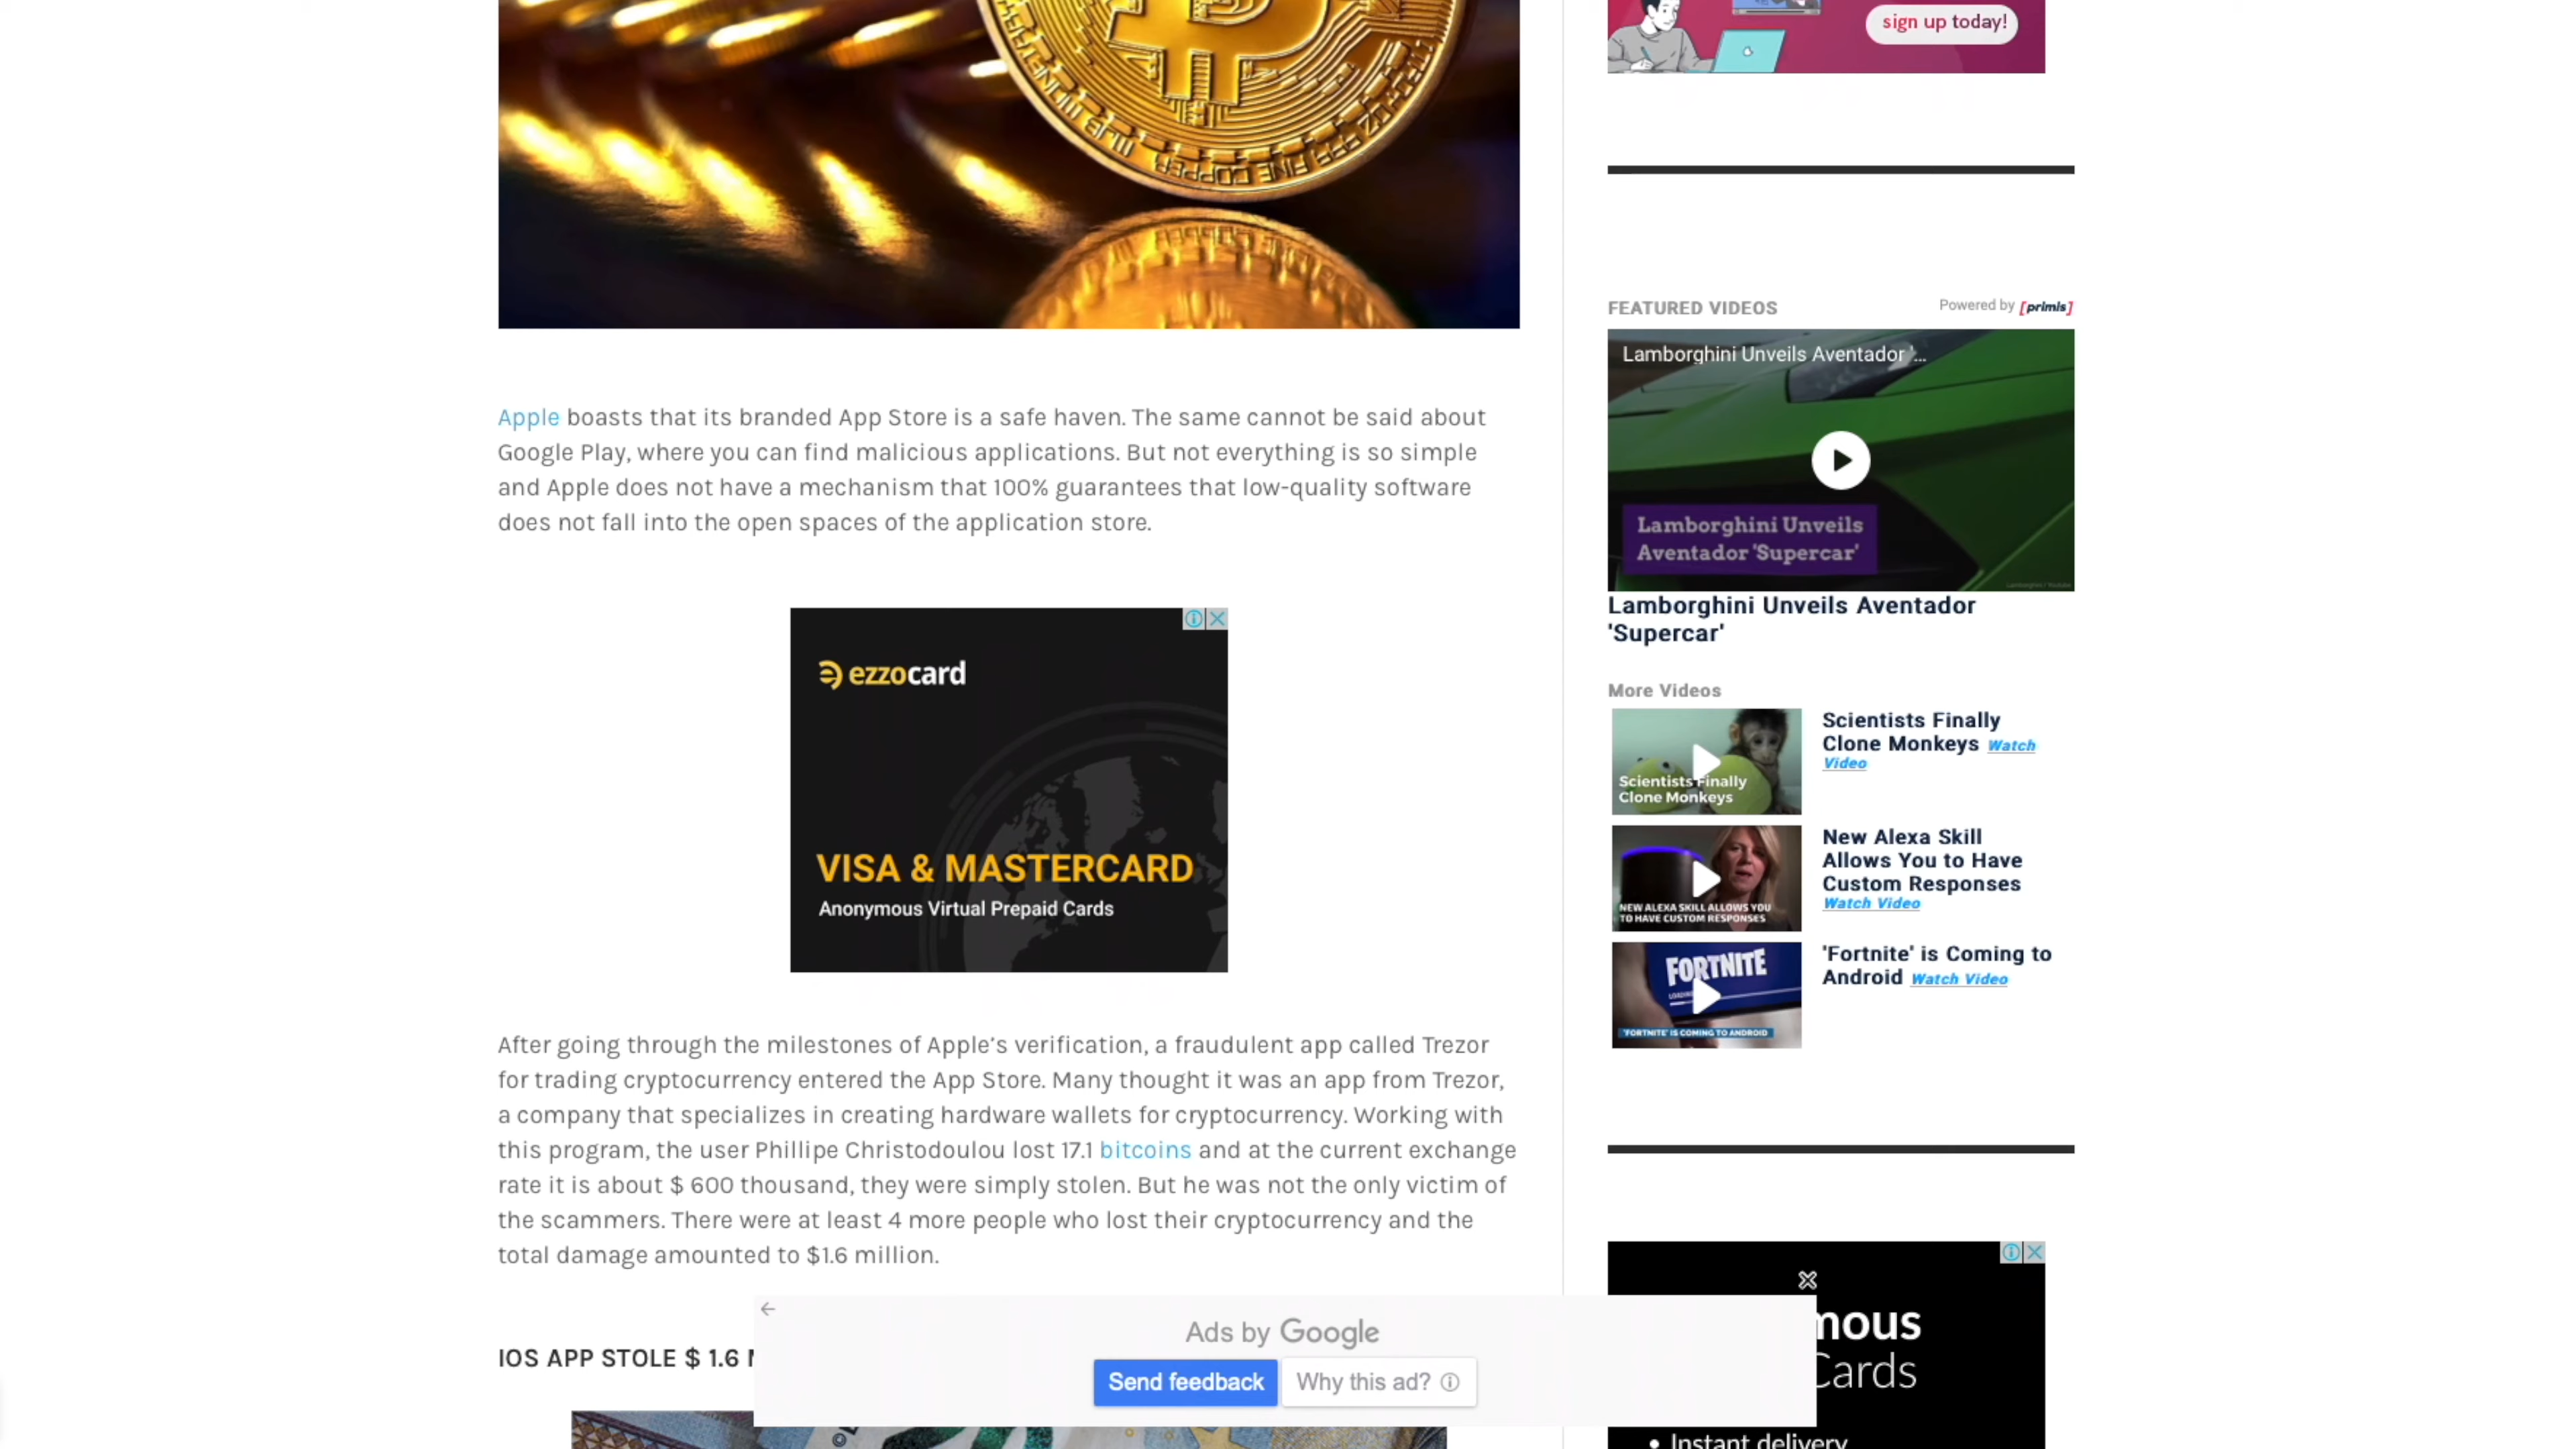 ONE FINE COPPER
sign up today!
FEATURED VIDEOS
Powered by [primis]
Lamborghini Unveils Aventador '...
Lamborghini Unveils
Aventador 'Supercar'
Lamborghini Unveils Aventador
'Supercar'
Apple boasts that its branded App Store is a safe haven. The same cannot be said about
Google Play, where you can find malicious applications. But not everything is so simple
and Apple does not have a mechanism that 100% guarantees that low-quality software
does not fall into the open spaces of the application store.
ezzocard
VISA & MASTERCARD
Anonymous Virtual Prepaid Cards
More Videos
Scientists Finally
Clone Monkeys
Scientists Finally
Clone Monkeys Watch
Video
NEW ALEXA SKILL ALLOWS YOU
TO HAVE CUSTOM RESPONSES
New Alexa Skill
Allows You to Have
Custom Responses
Watch Video
FORTNITE
'FORTNITE' IS COMING TO ANDROID
'Fortnite' is Coming to
Android Watch Video
After going through the milestones of Apple's verification, a fraudulent app called Trezor
for trading cryptocurrency entered the App Store. Many thought it was an app from Trezor,
a company that specializes in creating hardware wallets for cryptocurrency. Working with
this program, the user Phillipe Christodoulou lost 17.1 bitcoins and at the current exchange
rate it is about $ 600 thousand, they were simply stolen. But he was not the only victim of
the scammers. There were at least 4 more people who lost their cryptocurrency and the
total damage amounted to $1.6 million.
IOS APP STOLE $ 1.6
Ads by Google
Send feedback
Why this ad?
nous
Cards
• Instant delivery